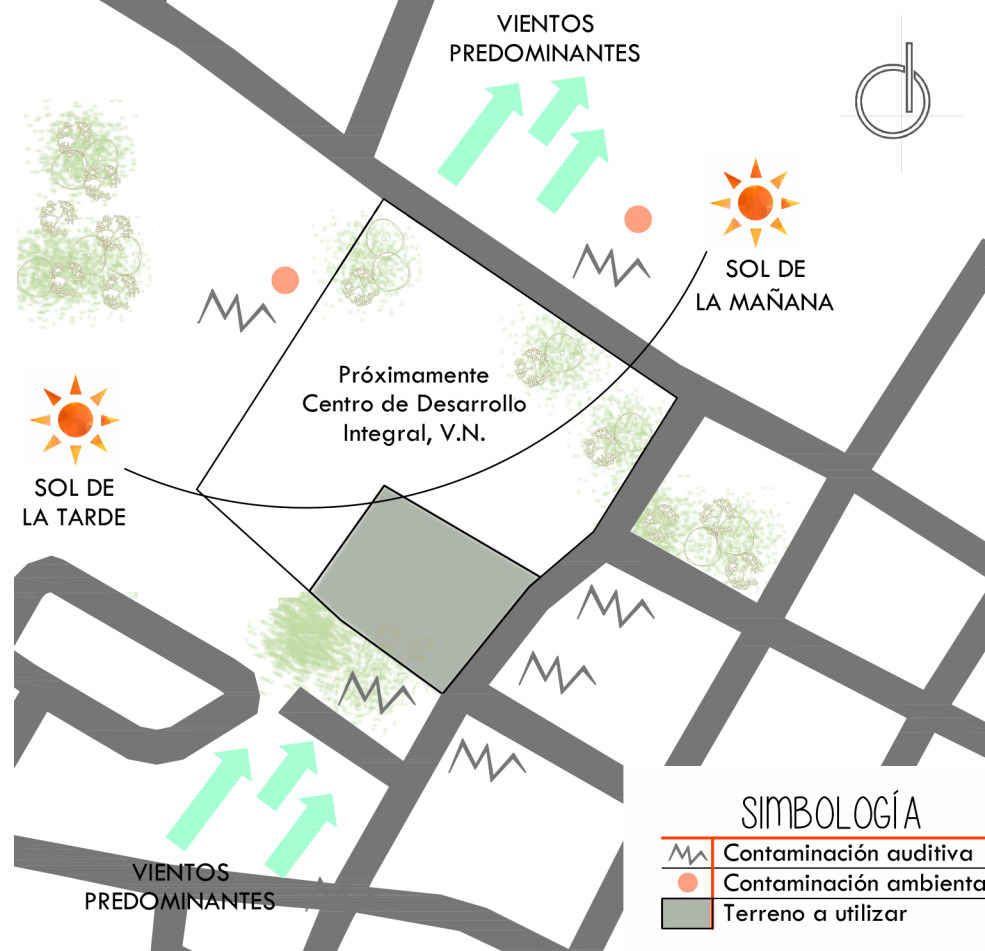 VIENTOS
PREDOMINANTES
SOL DE
LA MAÑANA
Próximamente
Centro de Desarrollo
Integral, V.N.
SOL DE
LA TARDE
VIENTOS
PREDOMINANTES
SIMBOLOGÍA
Contaminación auditiva
Contaminación ambienta
Terreno a utilizar